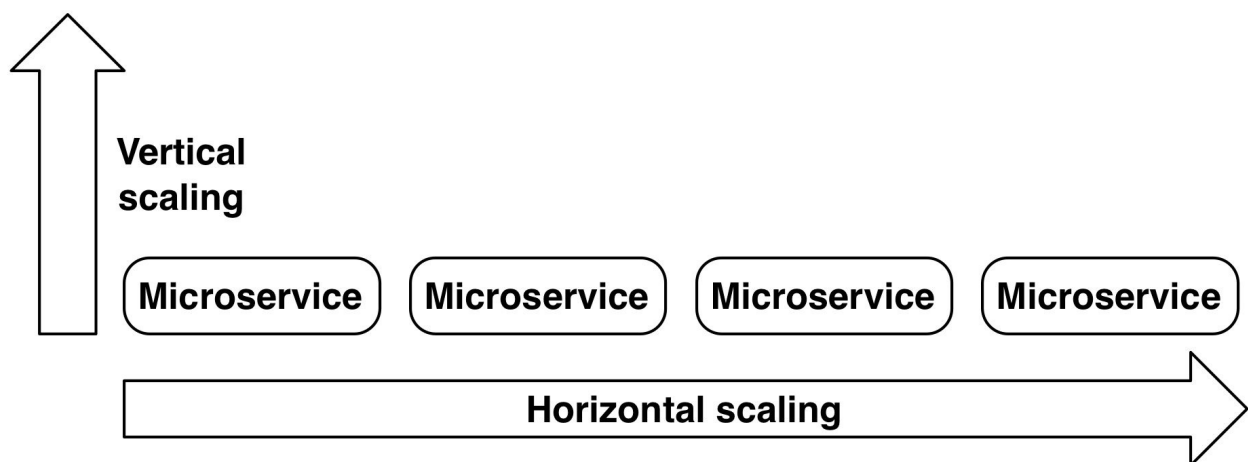 Vertical
scaling
Microservice
Microservice
Microservice
Microservice
Horizontal scaling